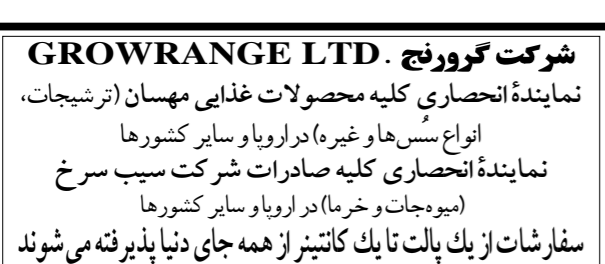 شرکت گرورنج GROWRANGE LTD.
نمایندهٔ انحصاری کلیه محصولات غذایی مهسان (ترشیجات،
انواع سُس‌ها و غیره) در اروپا و سایر کشورها
نمایندهٔ انحصاری کلیه صادرات شرکت سیب سرخ
(میوه‌جات و خرما) در اروپا و سایر کشورها
سفارشات از یك پالت تا یك کانتینر از همه جای دنیا پذیرفته می شوند